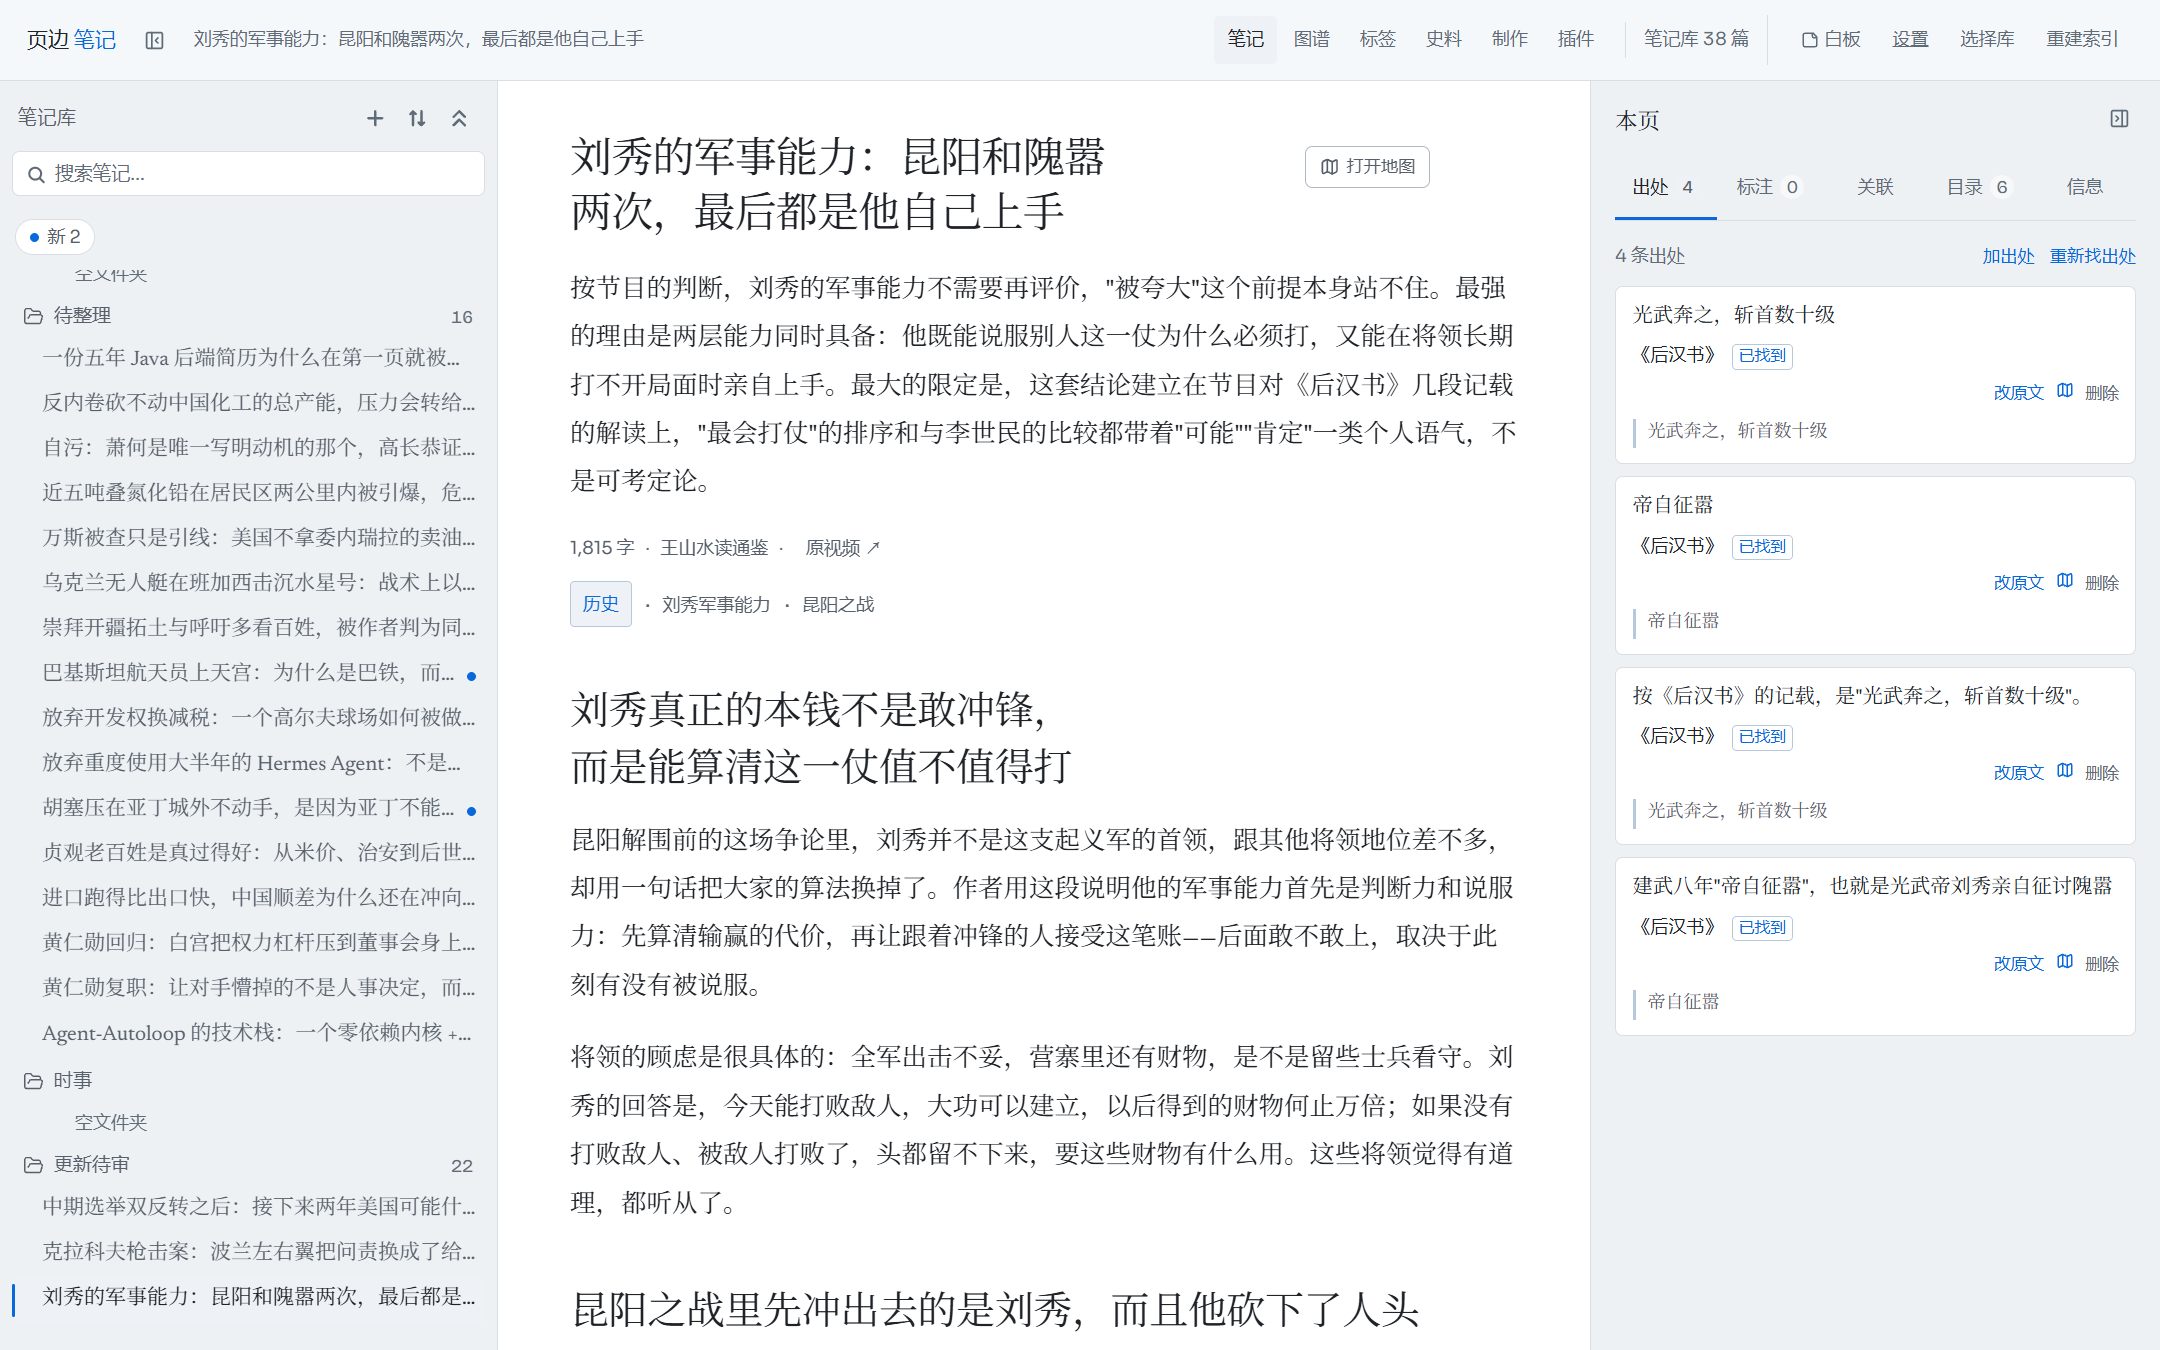 页边 笔记
刘秀的军事能力：昆阳和隗嚣两次，最后都是他自己上手
笔记 图谱 标签 史料 制作 插件 笔记库 38 篇 白板 设置 选择库 重建索引
笔记库
搜索笔记...
新 2
空文件夹
待整理 16
一份五年 Java 后端简历为什么在第一页就被...
反内卷砍不动中国化工的总产能，压力会转给...
自污：萧何是唯一写明动机的那个，高长恭证...
近五吨叠氮化铅在居民区两公里内被引爆，危...
万斯被查只是引线：美国不拿委内瑞拉的卖油...
乌克兰无人艇在班加西击沉水星号：战术上以...
崇拜开疆拓土与呼吁多看百姓，被作者判为同...
巴基斯坦航天员上天宫：为什么是巴铁，而...
放弃开发权换减税：一个高尔夫球场如何被做...
放弃重度使用大半年的 Hermes Agent：不是...
胡塞压在亚丁城外不动手，是因为亚丁不能...
贞观老百姓是真过得好：从米价、治安到后世...
进口跑得比出口快，中国顺差为什么还在冲向...
黄仁勋回归：白宫把权力杠杆压到董事会身上...
黄仁勋复职：让对手懵掉的不是人事决定，而...
Agent-Autoloop 的技术栈：一个零依赖内核 +...
时事
空文件夹
更新待审 22
中期选举双反转之后：接下来两年美国可能什...
克拉科夫枪击案：波兰左右翼把问责换成了给...
刘秀的军事能力：昆阳和隗嚣两次，最后都是...
刘秀的军事能力：昆阳和隗嚣
两次，最后都是他自己上手
打开地图
按节目的判断，刘秀的军事能力不需要再评价，"被夸大"这个前提本身站不住。最强
的理由是两层能力同时具备：他既能说服别人这一仗为什么必须打，又能在将领长期
打不开局面时亲自上手。最大的限定是，这套结论建立在节目对《后汉书》几段记载
的解读上，"最会打仗"的排序和与李世民的比较都带着"可能""肯定"一类个人语气，不
是可考定论。
1,815 字 · 王山水读通鉴 · 原视频 ↗
历史 · 刘秀军事能力 · 昆阳之战
刘秀真正的本钱不是敢冲锋，
而是能算清这一仗值不值得打
昆阳解围前的这场争论里，刘秀并不是这支起义军的首领，跟其他将领地位差不多，
却用一句话把大家的算法换掉了。作者用这段说明他的军事能力首先是判断力和说服
力：先算清输赢的代价，再让跟着冲锋的人接受这笔账——后面敢不敢上，取决于此
刻有没有被说服。
将领的顾虑是很具体的：全军出击不妥，营寨里还有财物，是不是留些士兵看守。刘
秀的回答是，今天能打败敌人，大功可以建立，以后得到的财物何止万倍；如果没有
打败敌人、被敌人打败了，头都留不下来，要这些财物有什么用。这些将领觉得有道
理，都听从了。
昆阳之战里先冲出去的是刘秀，而且他砍下了人头
本页
出处 4 标注 0 关联 目录 6 信息
4 条出处 加出处 重新找出处
光武奔之，斩首数十级
《后汉书》 已找到
改原文 删除
光武奔之，斩首数十级
帝自征嚣
《后汉书》 已找到
改原文 删除
帝自征嚣
按《后汉书》的记载，是"光武奔之，斩首数十级"。
《后汉书》 已找到
改原文 删除
光武奔之，斩首数十级
建武八年"帝自征嚣"，也就是光武帝刘秀亲自征讨隗嚣
《后汉书》 已找到
改原文 删除
帝自征嚣